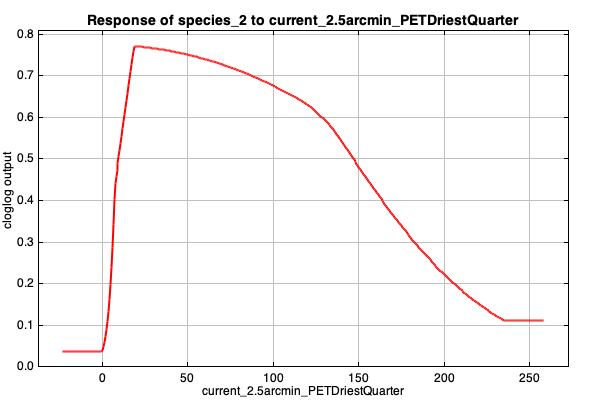 Response of species_2 to current_2.5arcmin_PETDriestQuarter
cloglog output
0.8
0.7
0.6
0.5
0.4
0.3
0.2
0.1
0.0
0 50 100 150 200 250
current_2.5arcmin_PETDriestQuarter